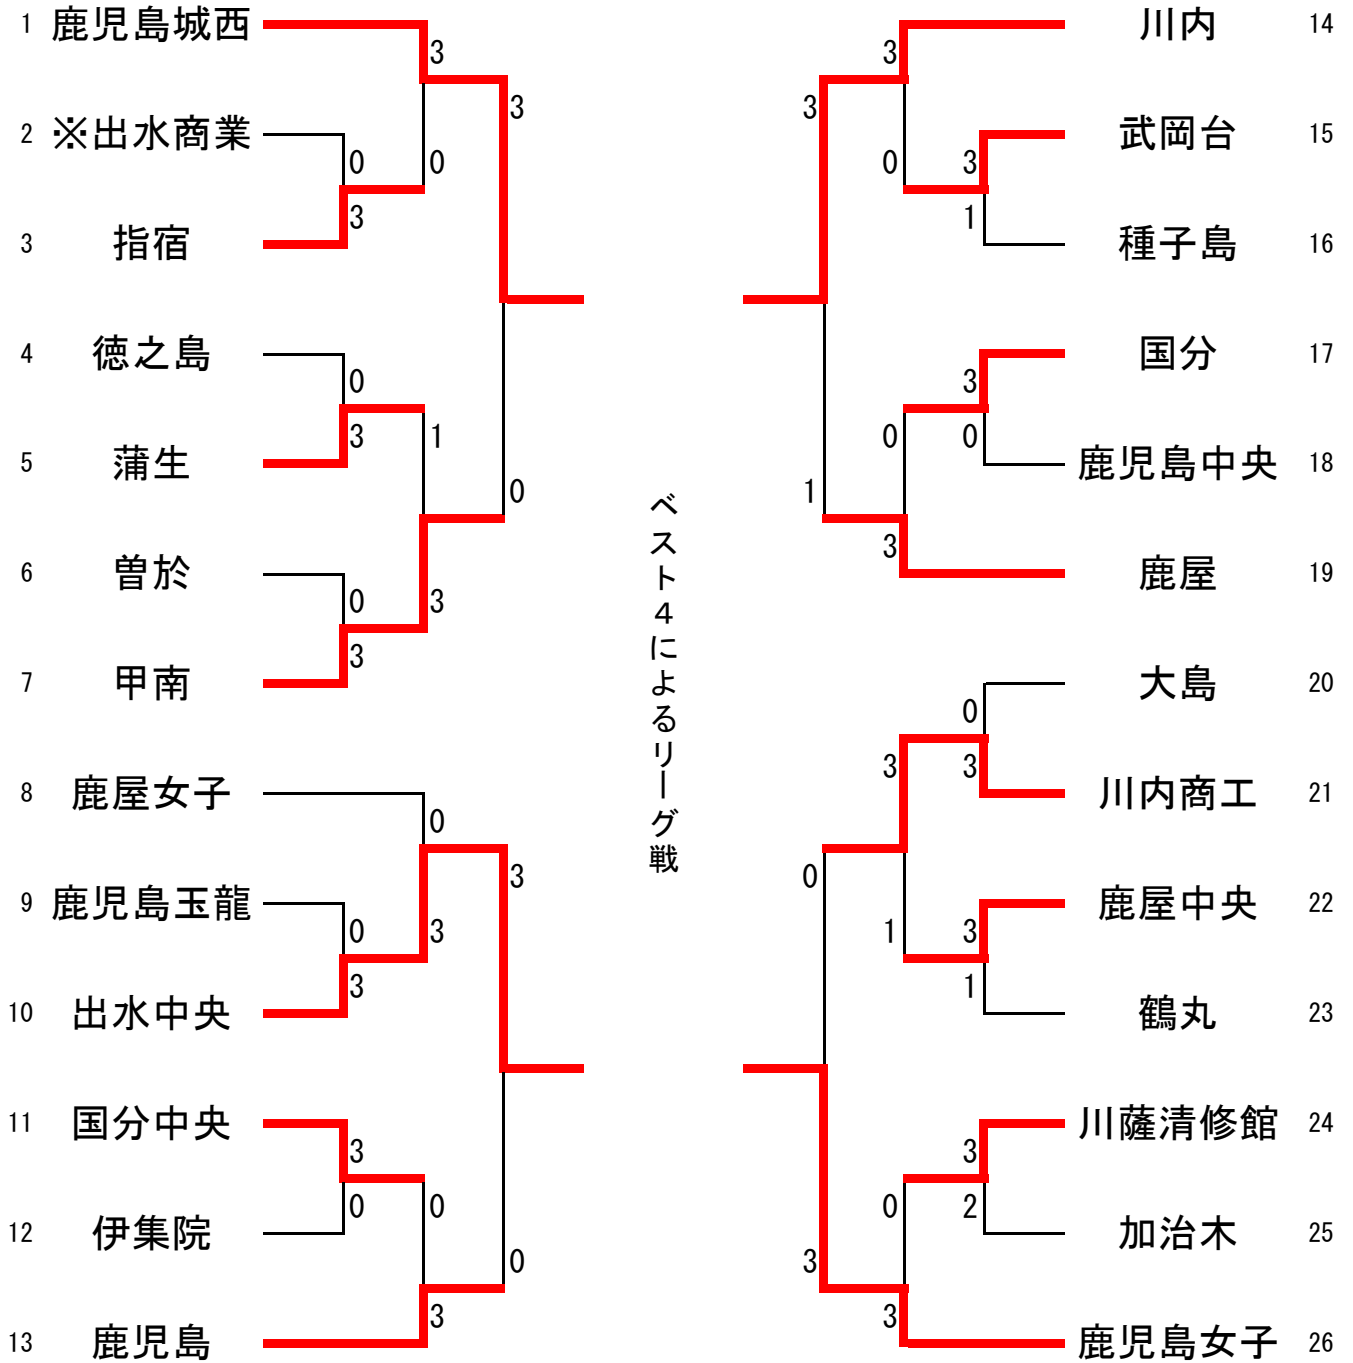 1 鹿児島城西
2 ※出水商業
3 指宿
4 徳之島
5 蒲生
6 曽於
7 甲南
8 鹿屋女子
9 鹿児島玉龍
10 出水中央
11 国分中央
12 伊集院
13 鹿児島
3
0
0
3
3
0
3
1
0
3
3
0
0
0
3
3
3
3
0
0
0
3
ベスト4によるリーグ戦
川内 14
武岡台 15
種子島 16
国分 17
鹿児島中央 18
鹿屋 19
大島 20
川内商工 21
鹿屋中央 22
鶴丸 23
川薩清修館 24
加治木 25
鹿児島女子 26
3
3
0
3
1
3
0
0
1
3
0
3
3
0
1
3
1
3
0
2
3
3